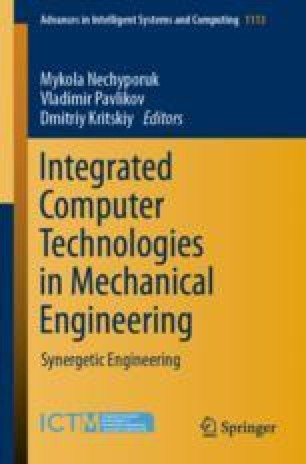 Advances in Intelligent Systems and Computing 1113
Mykola Nechyporuk
Vladimir Pavlikov
Dmitriy Kritskiy Editors
Integrated
Computer
Technologies
in Mechanical
Engineering
Synergetic Engineering
ICTM
Springer